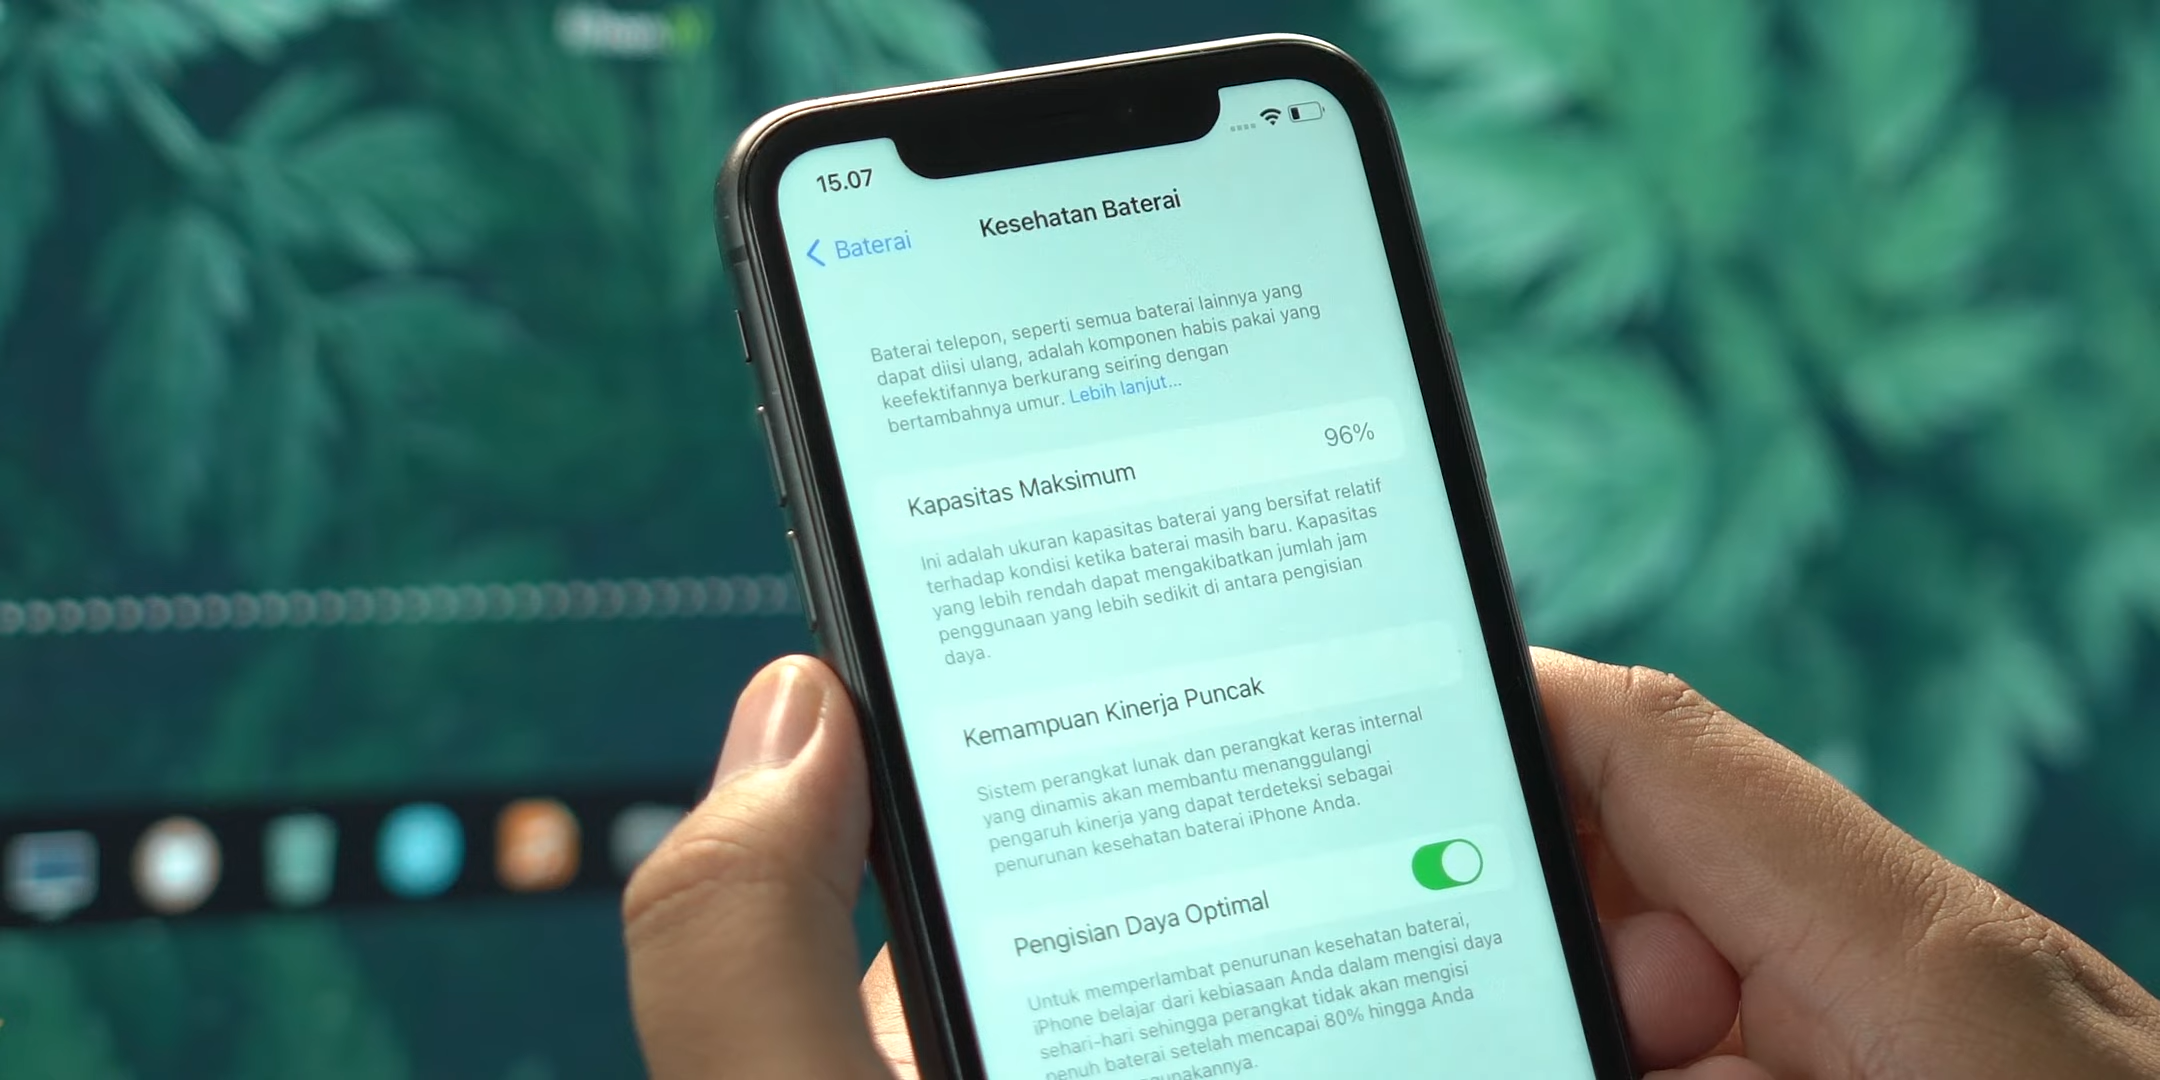 15.07
Baterai
Kesehatan Baterai
Baterai telepon, seperti semua baterai lainnya yang
dapat diisi ulang, adalah komponen habis pakai yang
keefektifannya berkurang seiring dengan
bertambahnya umur. Lebih lanjut...
Kapasitas Maksimum 96%
Ini adalah ukuran kapasitas baterai yang bersifat relatif
terhadap kondisi ketika baterai masih baru. Kapasitas
yang lebih rendah dapat mengakibatkan jumlah jam
penggunaan yang lebih sedikit di antara pengisian
daya.
Kemampuan Kinerja Puncak
Sistem perangkat lunak dan perangkat keras internal
yang dinamis akan membantu menanggulangi
pengaruh kinerja yang dapat terdeteksi sebagai
penurunan kesehatan baterai iPhone Anda.
Pengisian Daya Optimal
Untuk memperlambat penurunan kesehatan baterai,
iPhone belajar dari kebiasaan Anda dalam mengisi daya
sehari-hari sehingga perangkat tidak akan mengisi
penuh baterai setelah mencapai 80% hingga Anda